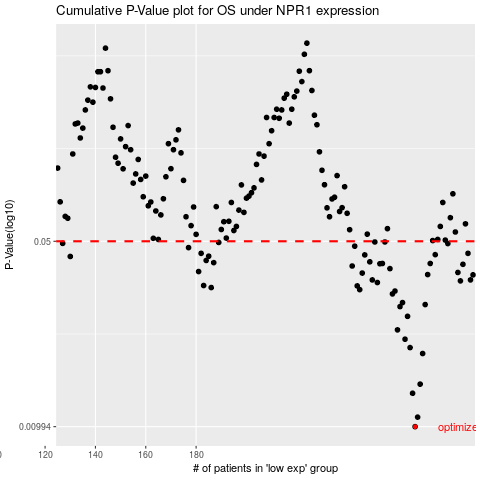 Cumulative P-Value plot for OS under NPR1 expression
P-Value(log10)
0.05
0.00994
optimize
0 120 140 160 180
# of patients in 'low exp' group